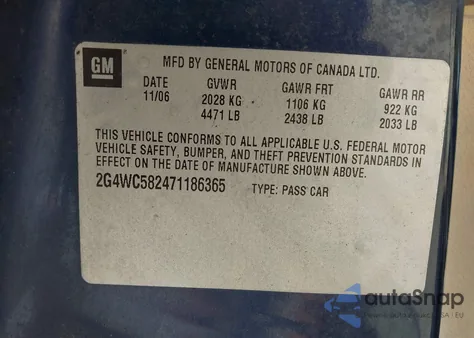 GM
MFD BY GENERAL MOTORS OF CANADA LTD.
DATE GVWR GAWR FRT GAWR RR
11/06 2028 KG 1106 KG 922 KG
4471 LB 2438 LB 2033 LB
THIS VEHICLE CONFORMS TO ALL APPLICABLE U.S. FEDERAL MOTOR
VEHICLE SAFETY, BUMPER, AND THEFT PREVENTION STANDARDS IN
EFFECT ON THE DATE OF MANUFACTURE SHOWN ABOVE.
2G4WC582471186365 TYPE: PASS CAR
autoSnap